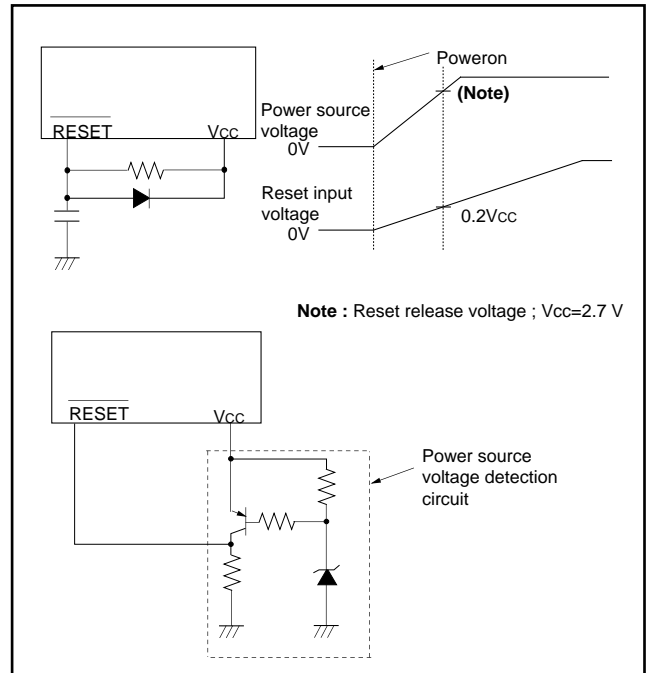 Poweron
(Note)
RESET
VCC
Power source
voltage
0V
Reset input
voltage
0V
0.2VCC
Note : Reset release voltage ; Vcc=2.7 V
RESET
VCC
Power source
voltage detection
circuit